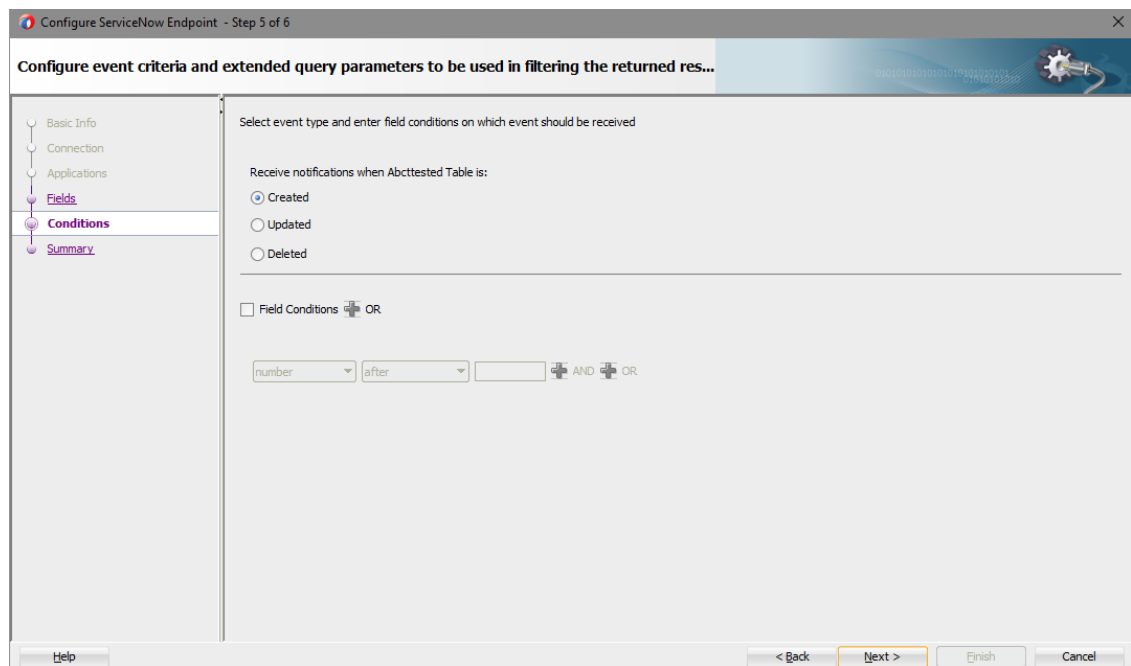 Configure ServiceNow Endpoint - Step 5 of 6
Configure event criteria and extended query parameters to be used in filtering the returned res...
Basic Info
Connection
Applications
Fields
Conditions
Summary
Select event type and enter field conditions on which event should be received
Receive notifications when Abcttested Table is:
Created
Updated
Deleted
Field Conditions OR
number after AND OR
Help < Back Next > Finish Cancel